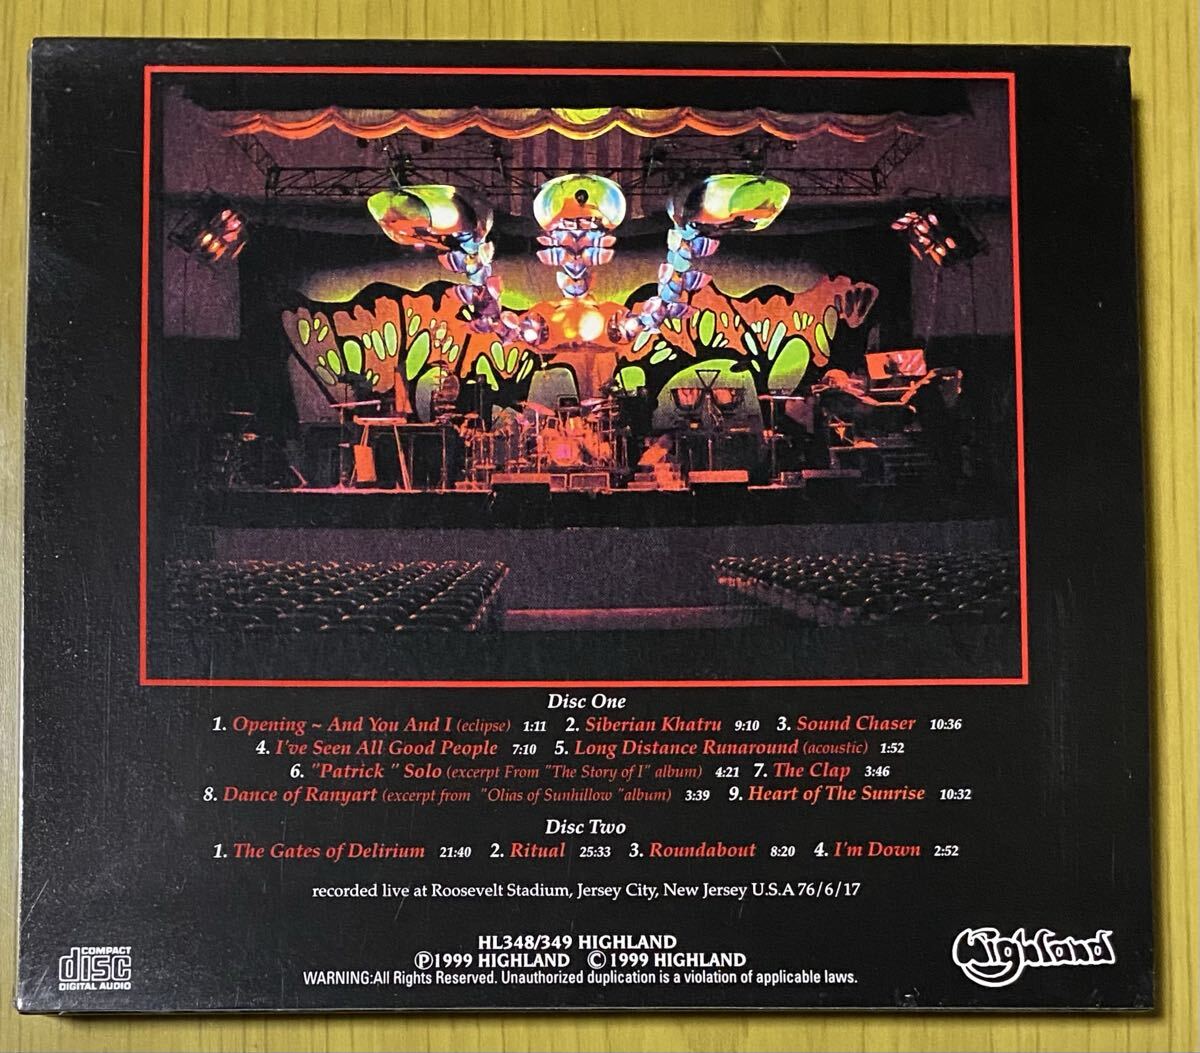 Disc One
1. Opening ~ And You And I (eclipse) 1:11 2. Siberian Khatru 9:10 3. Sound Chaser 10:36
4. I've Seen All Good People 7:10 5. Long Distance Runaround (acoustic) 1:52
6. "Patrick " Solo (excerpt From "The Story of I" album) 4:21 7. The Clap 3:46
8. Dance of Ranyart (excerpt from "Olias of Sunhillow "album) 3:39 9. Heart of The Sunrise 10:32
Disc Two
1. The Gates of Delirium 21:40 2. Ritual 25:33 3. Roundabout 8:20 4. I'm Down 2:52
recorded live at Roosevelt Stadium, Jersey City, New Jersey U.S.A 76/6/17
HL348/349 HIGHLAND
Ⓟ1999 HIGHLAND ©1999 HIGHLAND
WARNING:All Rights Reserved. Unauthorized duplication is a violation of applicable laws.
COMPACT
disc
DIGITAL AUDIO
Highland